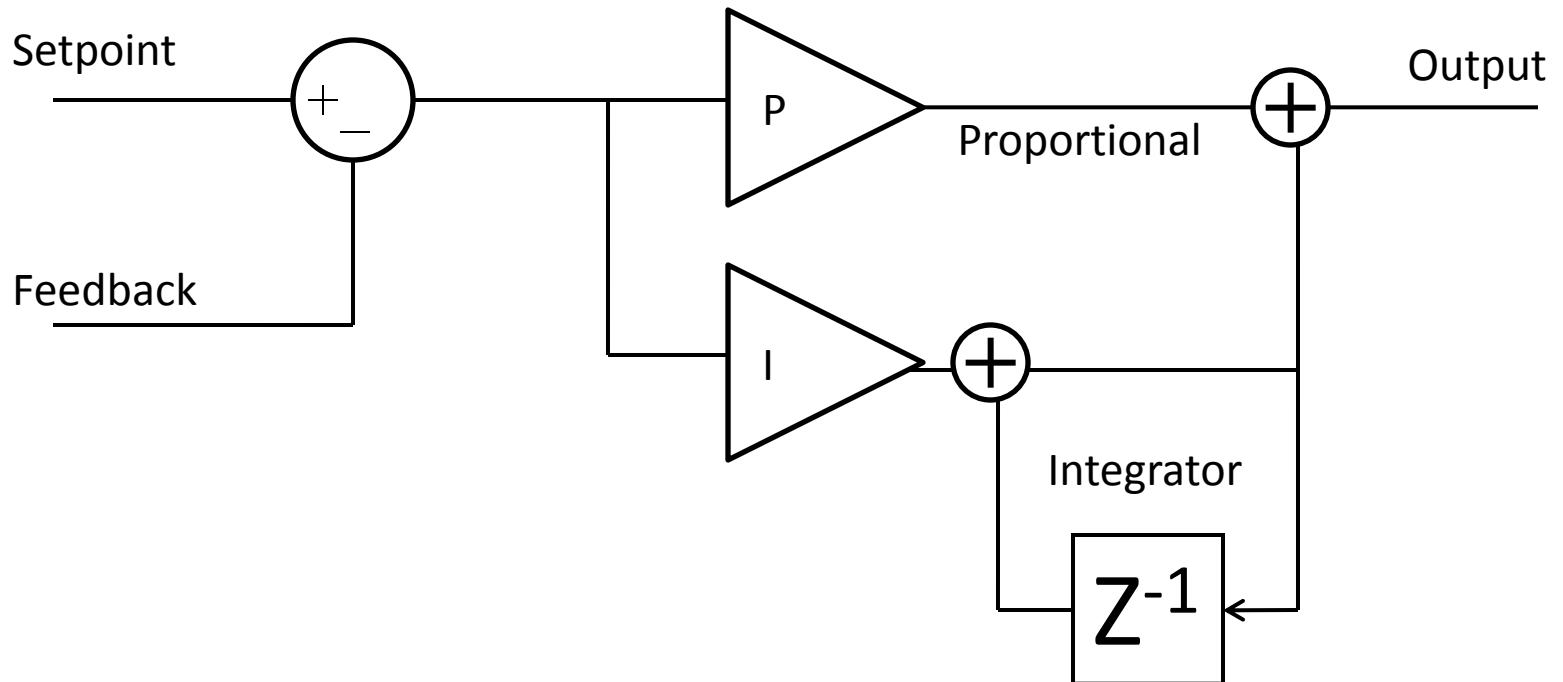 Setpoint
Output
+
−
P
+
Proportional
Feedback
I
+
Integrator
Z⁻¹